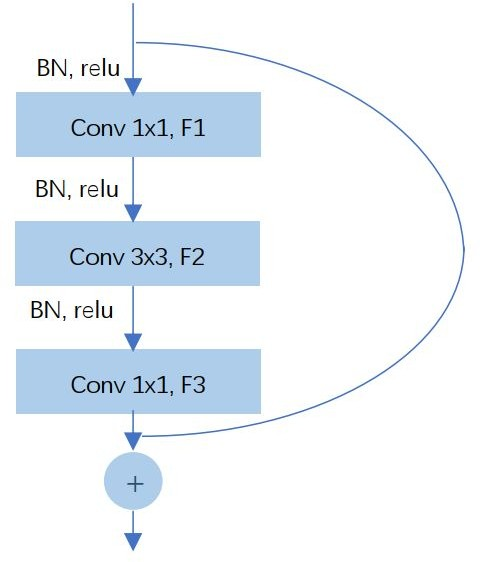 BN, relu
Conv 1x1, F1
BN, relu
Conv 3x3, F2
BN, relu
Conv 1x1, F3
+